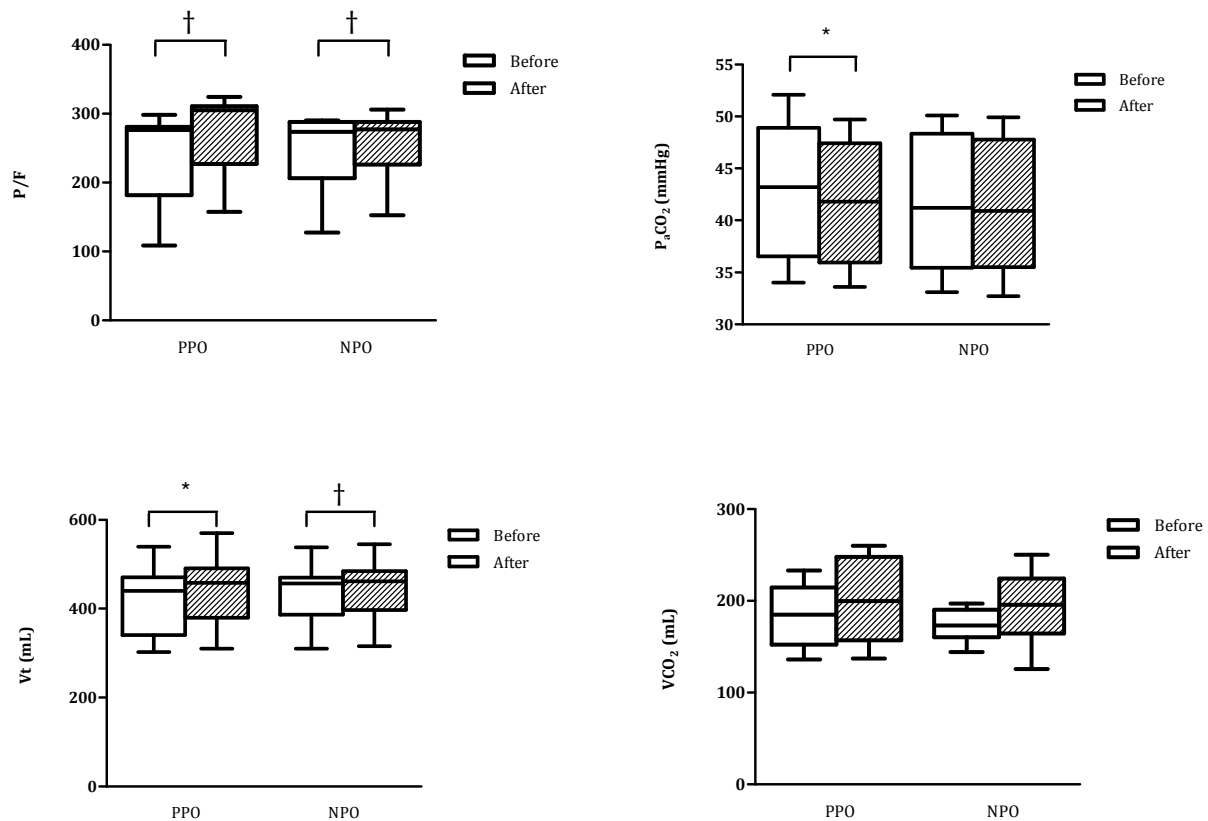 †
†
400
300
200
100
0
P/F
PPO
NPO
Before
After
*
55
50
45
40
35
30
PₐCO₂ (mmHg)
PPO
NPO
Before
After
*
†
600
400
200
0
Vt (mL)
PPO
NPO
Before
After
300
200
100
0
VCO₂ (mL)
PPO
NPO
Before
After